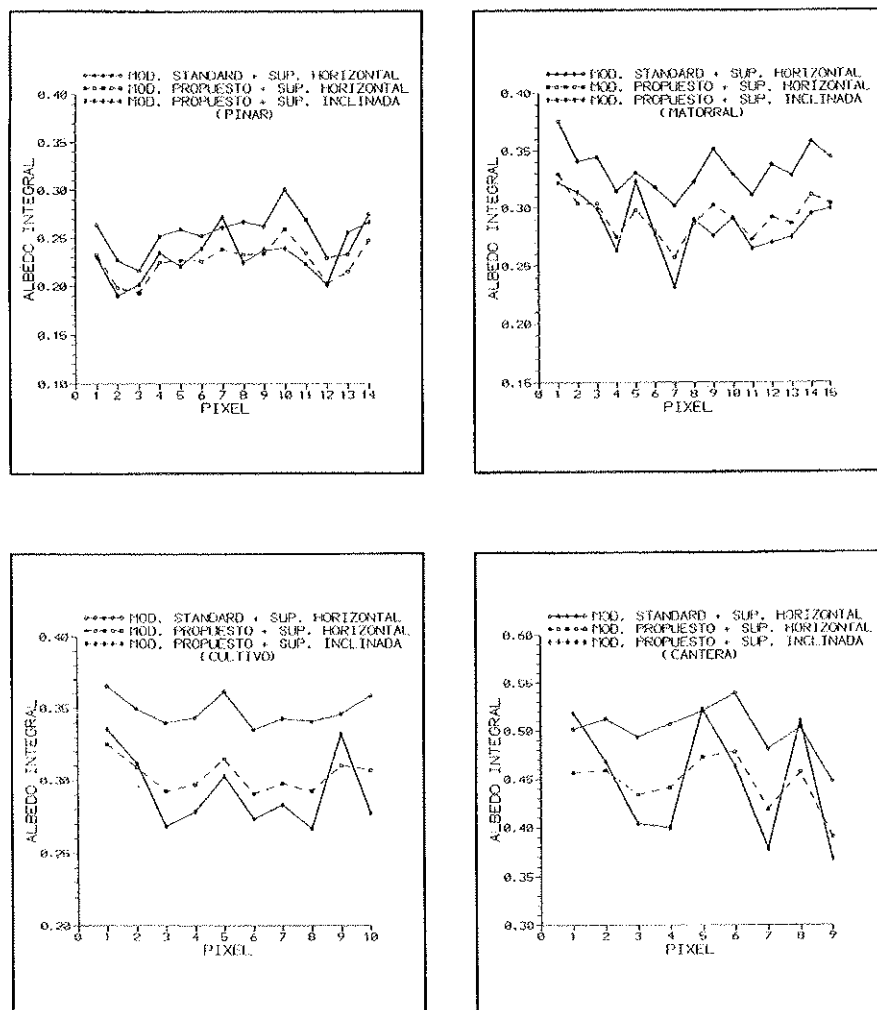 MOD. STANDARD + SUP. HORIZONTAL
MOD. PROPUESTO + SUP. HORIZONTAL
MOD. PROPUESTO + SUP. INCLINADA
(PINAR)
ALBEDO INTEGRAL
0.40
0.35
0.30
0.25
0.20
0.15
0.10
0 1 2 3 4 5 6 7 8 9 10 11 12 13 14
PIXEL
MOD. STANDARD + SUP. HORIZONTAL
MOD. PROPUESTO + SUP. HORIZONTAL
MOD. PROPUESTO + SUP. INCLINADA
(MATORRAL)
ALBEDO INTEGRAL
0.40
0.35
0.30
0.25
0.20
0.15
0 1 2 3 4 5 6 7 8 9 10 11 12 13 14 15
PIXEL
MOD. STANDARD + SUP. HORIZONTAL
MOD. PROPUESTO + SUP. HORIZONTAL
MOD. PROPUESTO + SUP. INCLINADA
(CULTIVO)
ALBEDO INTEGRAL
0.40
0.35
0.30
0.25
0.20
0 1 2 3 4 5 6 7 8 9 10
PIXEL
MOD. STANDARD + SUP. HORIZONTAL
MOD. PROPUESTO + SUP. HORIZONTAL
MOD. PROPUESTO + SUP. INCLINADA
(CANTERA)
ALBEDO INTEGRAL
0.60
0.55
0.50
0.45
0.40
0.35
0.30
0 1 2 3 4 5 6 7 8 9
PIXEL